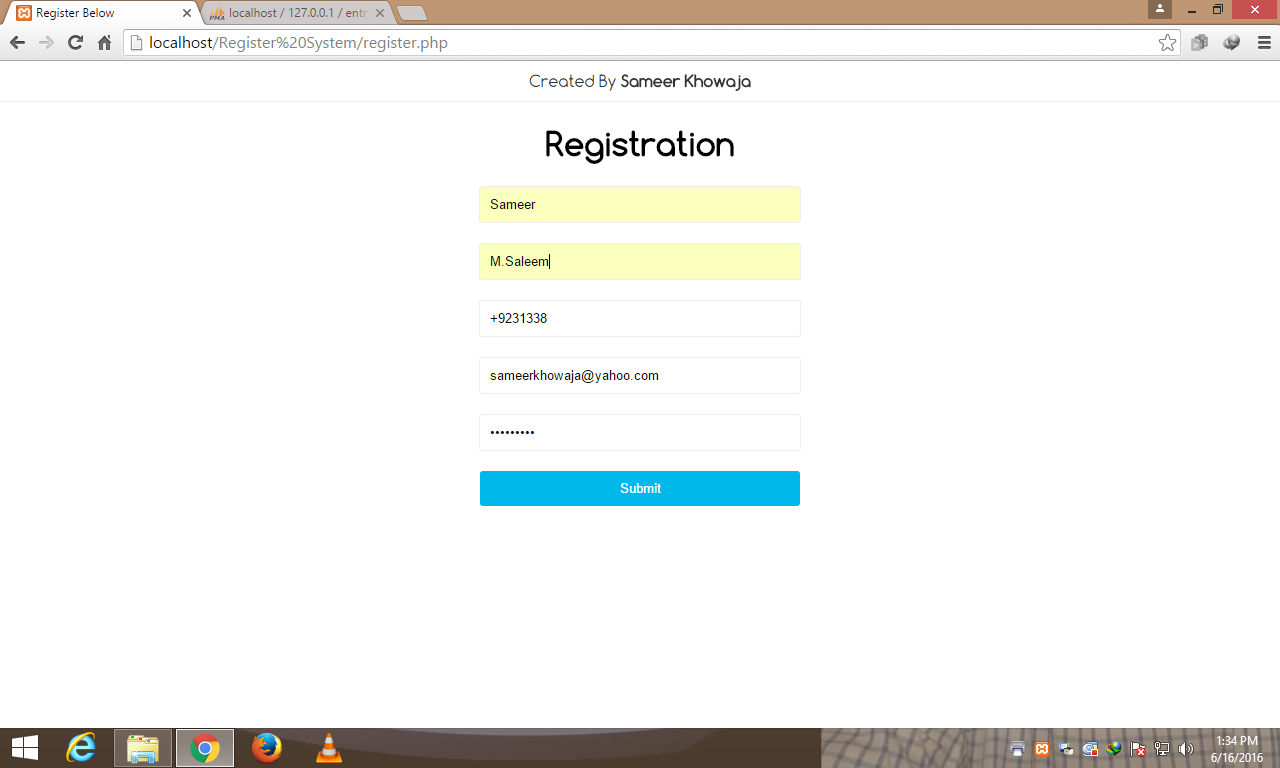 Register Below
localhost / 127.0.0.1 / entr
localhost/Register%20System/register.php
Created By Sameer Khowaja
Registration
Sameer
M.Saleem
+9231338
sameerkhowaja@yahoo.com
•••••••••
Submit
1:34 PM
6/16/2016